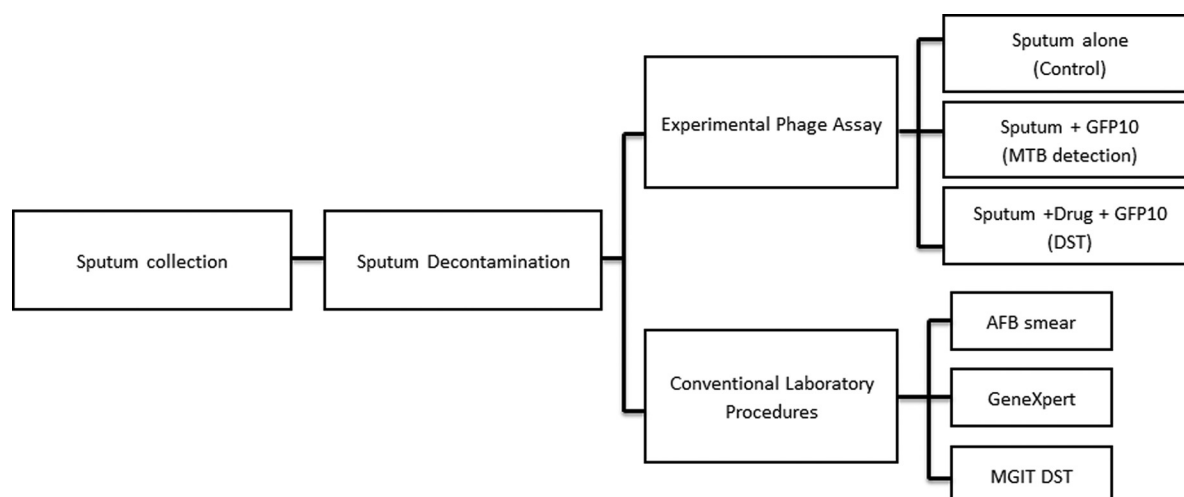 Sputum collection
Sputum Decontamination
Experimental Phage Assay
Sputum alone
(Control)
Sputum + GFP10
(MTB detection)
Sputum +Drug + GFP10
(DST)
Conventional Laboratory
Procedures
AFB smear
GeneXpert
MGIT DST